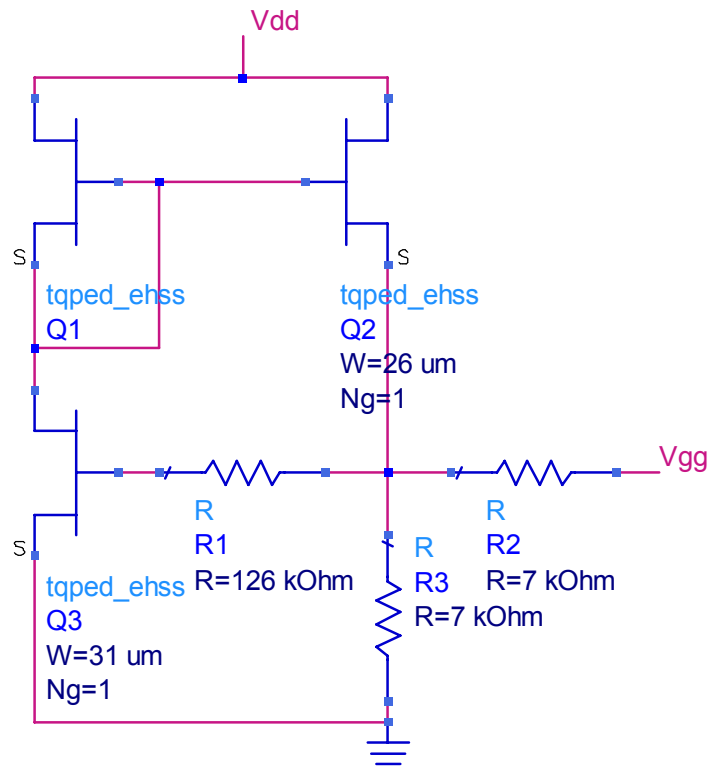 Vdd
S
S
tqped_ehss
Q1
tqped_ehss
Q2
W=26 um
Ng=1
Vgg
S
R
R1
R=126 kOhm
R
R3
R=7 kOhm
R
R2
R=7 kOhm
tqped_ehss
Q3
W=31 um
Ng=1